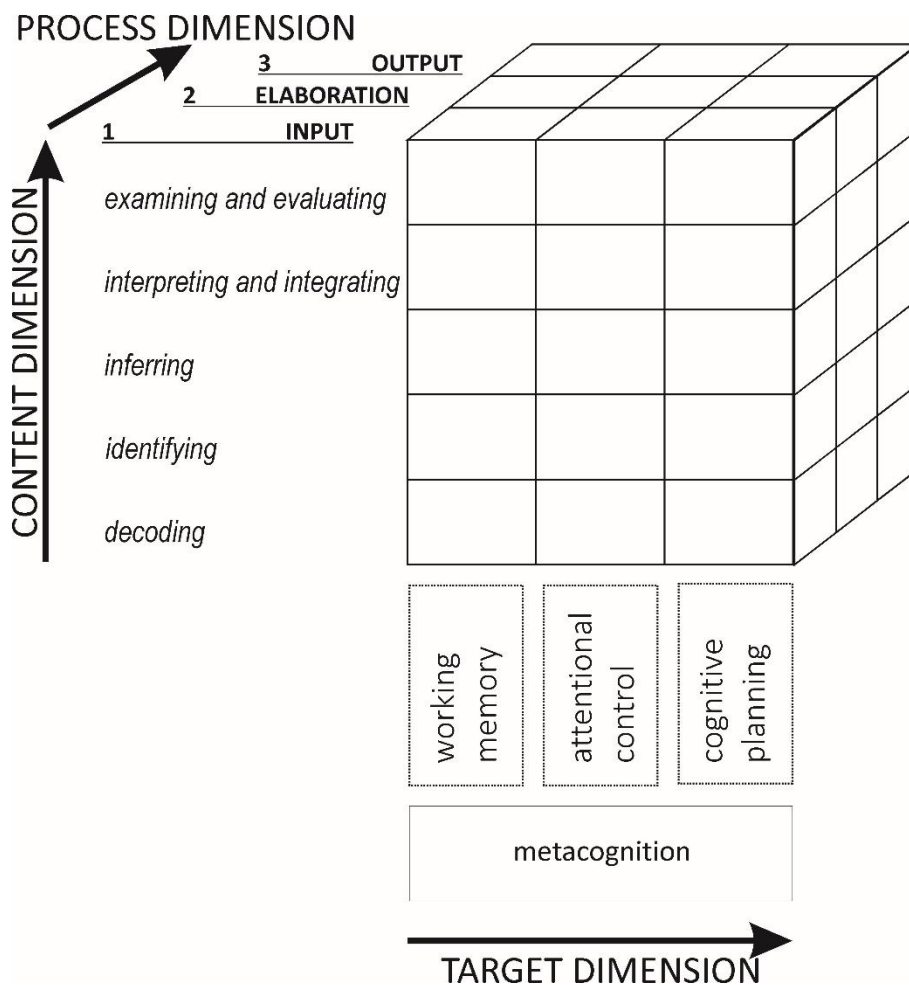 PROCESS DIMENSION
3 OUTPUT
2 ELABORATION
1 INPUT
CONTENT DIMENSION
examining and evaluating
interpreting and integrating
inferring
identifying
decoding
working
memory
attentional
control
cognitive
planning
metacognition
TARGET DIMENSION